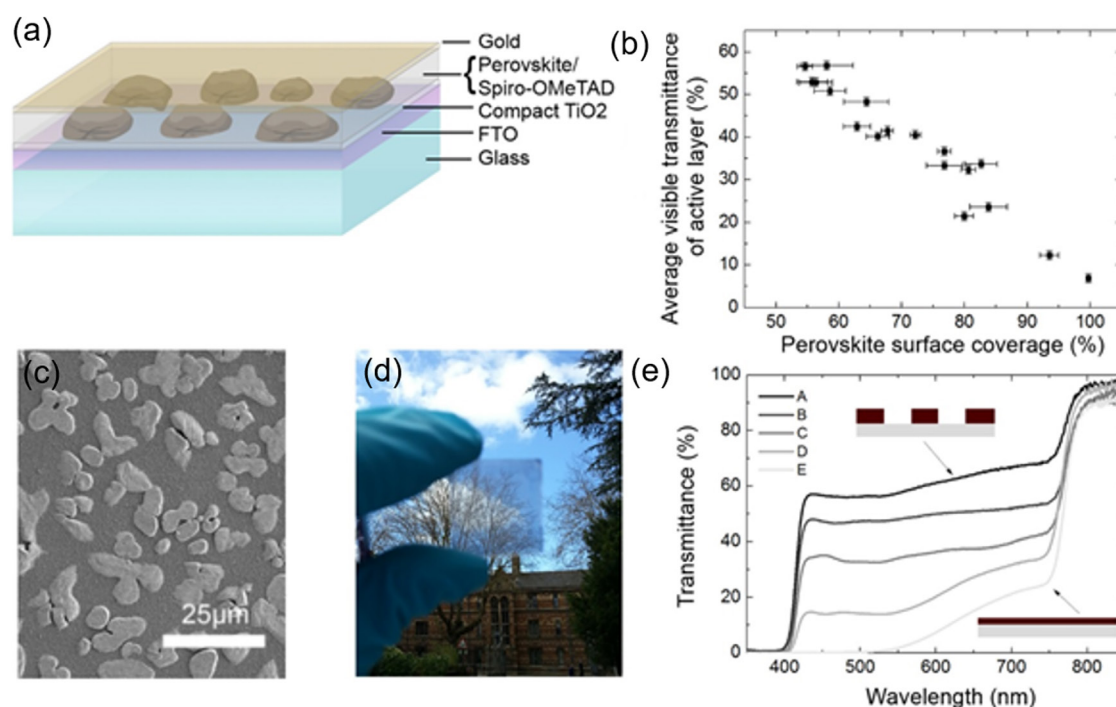 (a)
Gold
Perovskite/
Spiro-OMeTAD
Compact TiO2
FTO
Glass
(b)
Average visible transmittance
of active layer (%)
60
50
40
30
20
10
0
50 60 70 80 90 100
Perovskite surface coverage (%)
(c)
25µm
(d)
(e)
Transmittance (%)
100
80
60
40
20
0
A
B
C
D
E
400 500 600 700 800
Wavelength (nm)